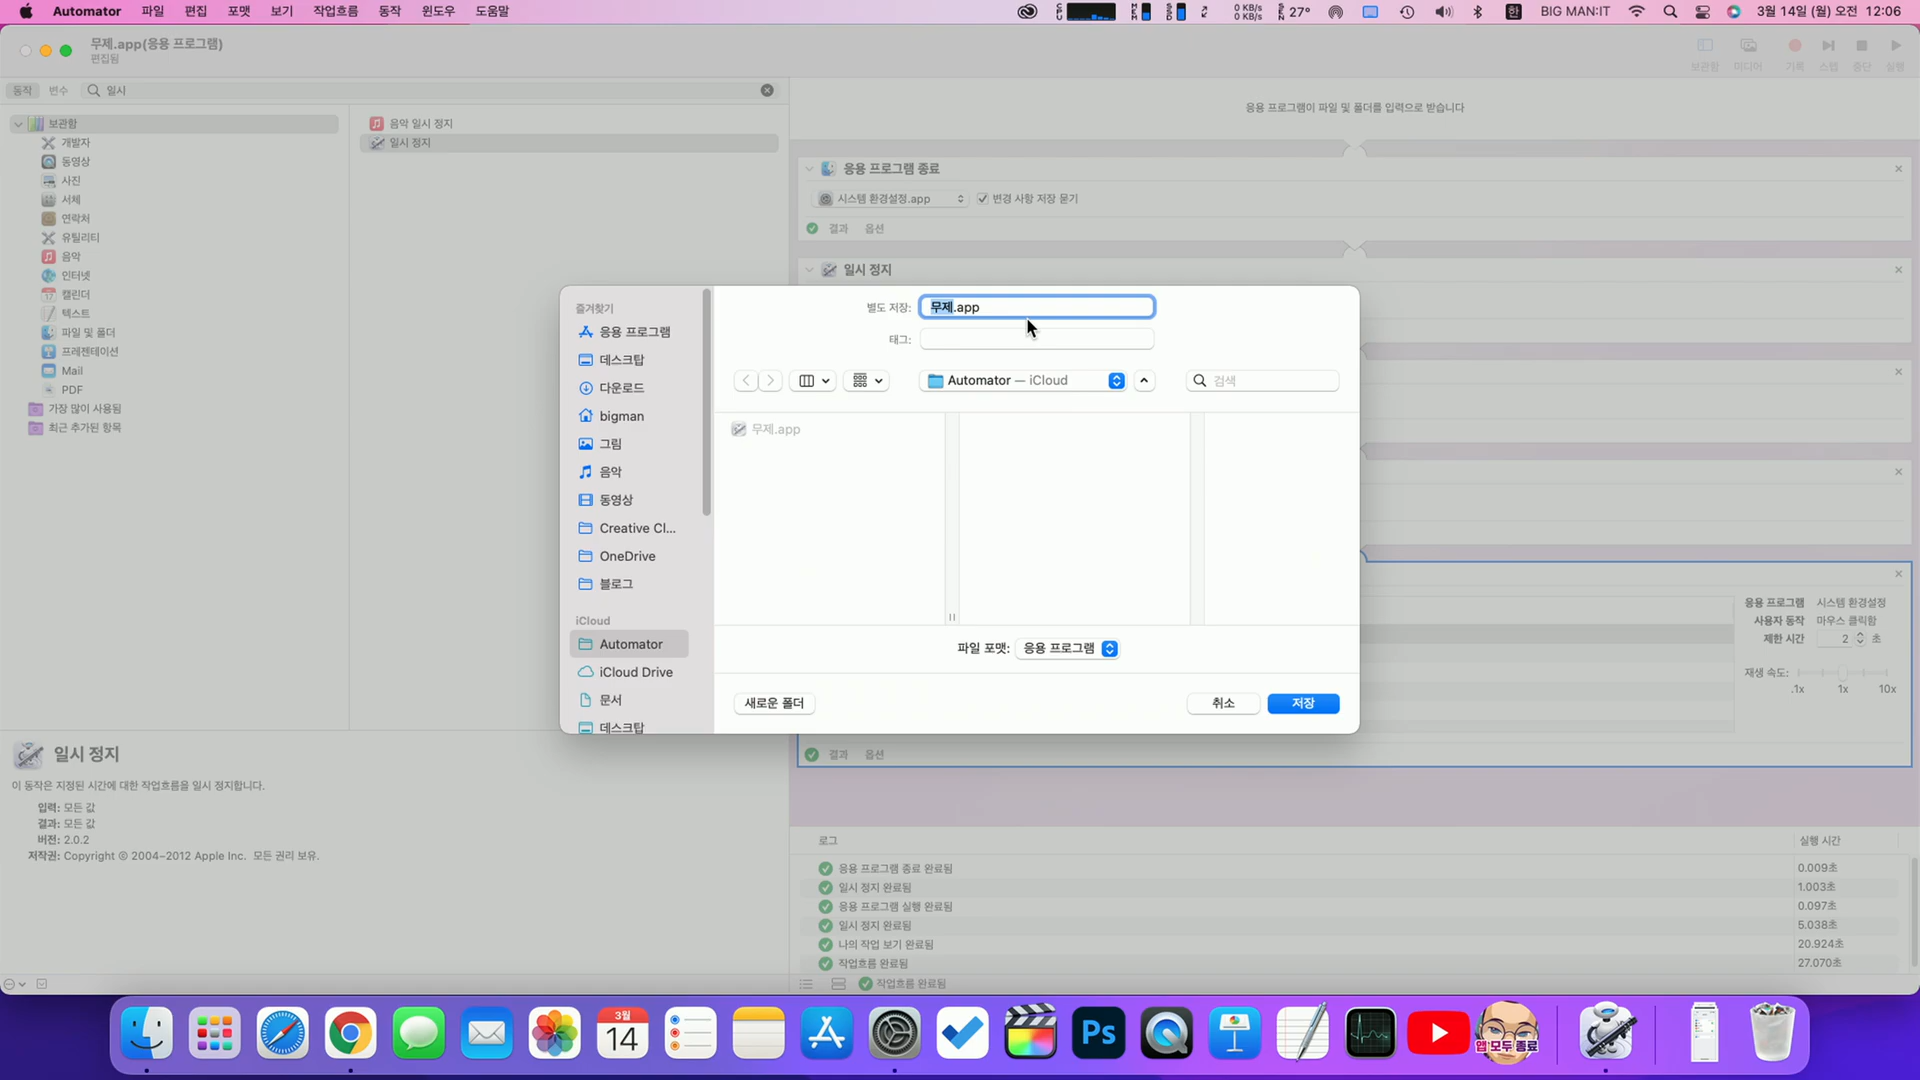 Automator 파일 편집 포맷 보기 작업흐름 동작 윈도우 도움말
0 KB/s
0 KB/s
27°
한
BIG MAN:IT
3월 14일 (월) 오전 12:06
무제.app(응용 프로그램)
편집됨
보관함 미디어 기록 스텝 중단 실행
동작 변수 일시
응용 프로그램이 파일 및 폴더를 입력으로 받습니다
보관함
개발자
동영상
사진
서체
연락처
유틸리티
음악
인터넷
캘린더
텍스트
파일 및 폴더
프레젠테이션
Mail
PDF
가장 많이 사용됨
최근 추가된 항목
음악 일시 정지
일시 정지
응용 프로그램 종료
시스템 환경설정.app 변경 사항 저장 묻기
결과 옵션
일시 정지
즐겨찾기
응용 프로그램
데스크탑
다운로드
bigman
그림
음악
동영상
Creative Cl...
OneDrive
블로그
iCloud
Automator
iCloud Drive
문서
데스크탑
별도 저장: 무제.app
태그:
Automator — iCloud
검색
무제.app
파일 포맷: 응용 프로그램
새로운 폴더 취소 저장
응용 프로그램 시스템 환경설정
사용자 동작 마우스 클릭함
제한 시간 2 초
재생 속도:
.1x 1x 10x
결과 옵션
일시 정지
이 동작은 지정된 시간에 대한 작업흐름을 일시 정지합니다.
입력: 모든 값
결과: 모든 값
버전: 2.0.2
저작권: Copyright © 2004–2012 Apple Inc. 모든 권리 보유.
로그 실행 시간
응용 프로그램 종료 완료됨 0.009초
일시 정지 완료됨 1.003초
응용 프로그램 실행 완료됨 0.097초
일시 정지 완료됨 5.038초
나의 작업 보기 완료됨 20.924초
작업흐름 완료됨 27.070초
작업흐름 완료됨
3월
14
Ps
앱 모두 종료